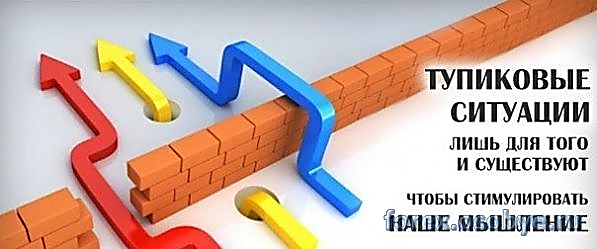 ТУПИКОВЫЕ
СИТУАЦИИ
ЛИШЬ ДЛЯ ТОГО
И СУЩЕСТВУЮТ
ЧТОБЫ СТИМУЛИРОВАТЬ
НАШЕ МЫШЛЕНИЕ